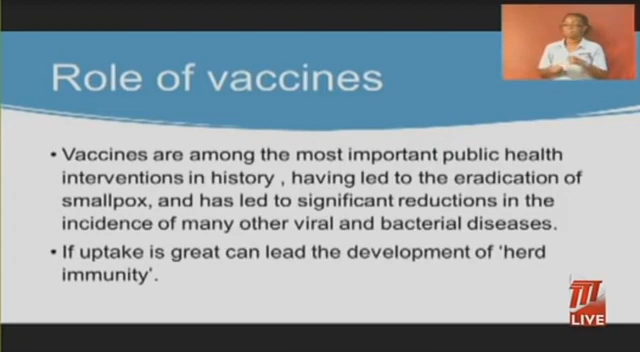 Role of vaccines
• Vaccines are among the most important public health
interventions in history , having led to the eradication of
smallpox, and has led to significant reductions in the
incidence of many other viral and bacterial diseases.
• If uptake is great can lead the development of ‘herd
immunity’.
LIVE